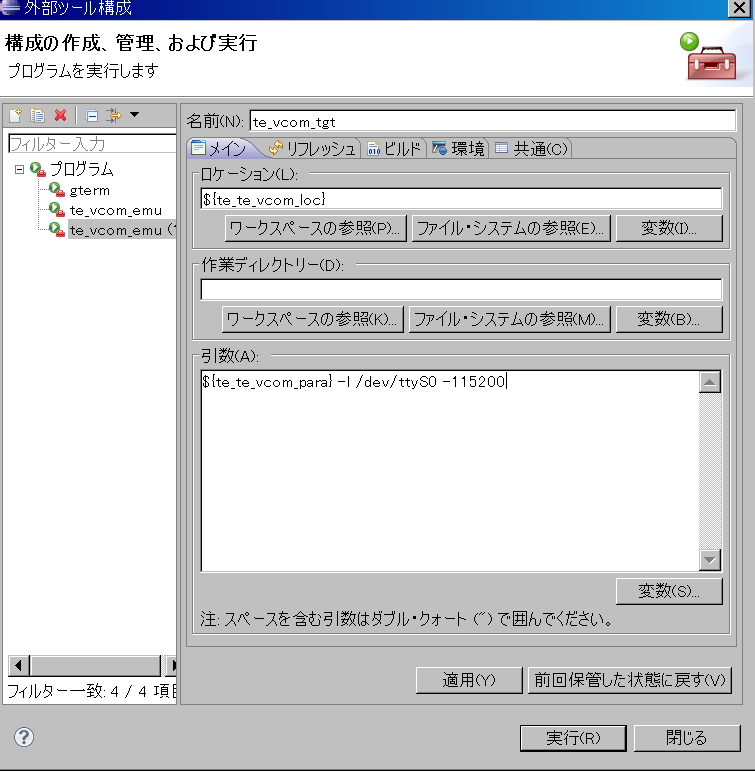 外部ツール構成
構成の作成、管理、および実行
プログラムを実行します
フィルター入力
プログラム
gterm
te_vcom_emu
te_vcom_emu (
フィルター一致: 4 / 4 項目
名前(N): te_vcom_tgt
メイン リフレッシュ ビルド 環境 共通(C)
ロケーション(L):
${te_te_vcom_loc}
ワークスペースの参照(P)... ファイル・システムの参照(E)... 変数(I)...
作業ディレクトリー(D):
ワークスペースの参照(K)... ファイル・システムの参照(M)... 変数(B)...
引数(A):
${te_te_vcom_para} -l /dev/ttyS0 -115200
変数(S)...
注: スペースを含む引数はダブル・クォート (") で囲んでください。
適用(Y) 前回保管した状態に戻す(V)
実行(R) 閉じる